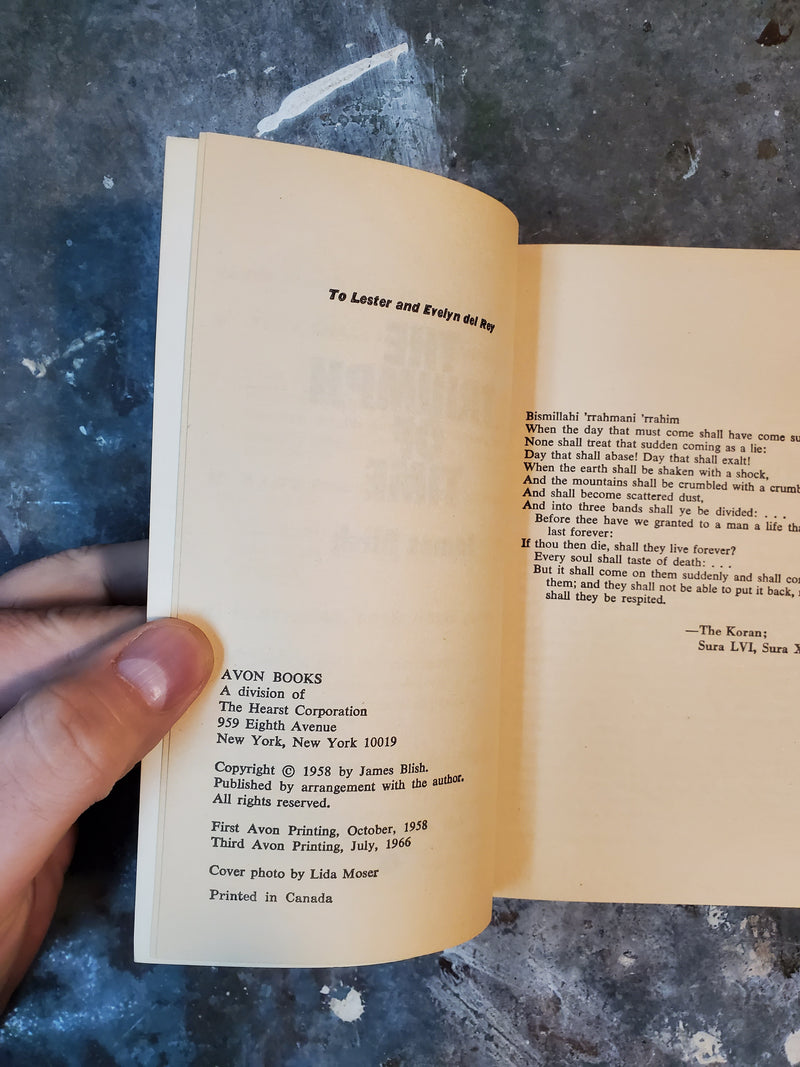 To Lester and Evelyn del Rey
AVON BOOKS
A division of
The Hearst Corporation
959 Eighth Avenue
New York, New York 10019
Copyright © 1958 by James Blish.
Published by arrangement with the author.
All rights reserved.
First Avon Printing, October, 1958
Third Avon Printing, July, 1966
Cover photo by Lida Moser
Printed in Canada
Bismillahi 'rrahmani 'rrahim
When the day that must come shall have come
None shall treat that sudden coming as a lie:
Day that shall abase! Day that shall exalt!
When the earth shall be shaken with a shock,
And the mountains shall be crumbled with a
And shall become scattered dust,
And into three bands shall ye be divided: . . .
Before thee have we granted to a man a life
last forever:
If thou then die, shall they live forever?
Every soul shall taste of death: . . .
But it shall come on them suddenly and shall
them; and they shall not be able to put it back,
shall they be respited.
—The Koran;
Sura LVI, Sura